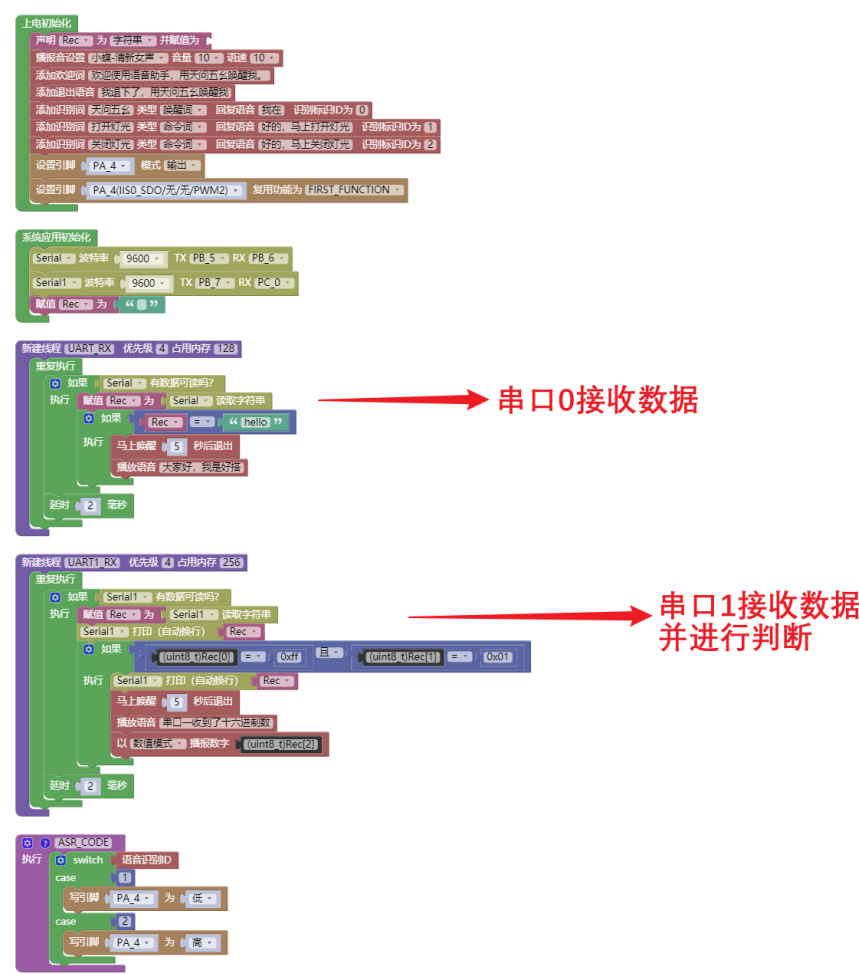 上电初始化
声明 Rec 为 字符串 并赋值为
播报音设置 小蝶-清新女声 音量 10 语速 10
添加欢迎词 欢迎使用语音助手，用天问五幺唤醒我。
添加退出语音 我退下了，用天问五幺唤醒我
添加识别词 天问五幺 类型 唤醒词 回复语音 我在 识别标识ID为 0
添加识别词 打开灯光 类型 命令词 回复语音 好的，马上打开灯光 识别标识ID为 1
添加识别词 关闭灯光 类型 命令词 回复语音 好的，马上关闭灯光 识别标识ID为 2
设置引脚 PA_4 模式 输出
设置引脚 PA_4(IIS0_SDO/无/无/PWM2) 复用功能为 FIRST_FUNCTION
系统应用初始化
Serial 波特率 9600 TX PB_5 RX PB_6
Serial1 波特率 9600 TX PB_7 RX PC_0
赋值 Rec 为 “ ”
新建线程 UART_RX 优先级 4 占用内存 128
重复执行
如果 Serial 有数据可读吗?
执行 赋值 Rec 为 Serial 读取字符串
串口0接收数据
如果 Rec = “ hello ”
执行 马上唤醒 5 秒后退出
播放语音 大家好，我是好搭
延时 2 毫秒
新建线程 UART1_RX 优先级 4 占用内存 256
重复执行
如果 Serial1 有数据可读吗?
执行 赋值 Rec 为 Serial1 读取字符串
Serial1 打印（自动换行） Rec
串口1接收数据
并进行判断
如果 (uint8_t)Rec[0] = 0xff 且 (uint8_t)Rec[1] = 0x01
执行 Serial1 打印（自动换行） Rec
马上唤醒 5 秒后退出
播放语音 串口一收到了十六进制数
以 数值模式 播报数字 (uint8_t)Rec[2]
延时 2 毫秒
? ASR_CODE
执行 switch 语音识别ID
case 1
写引脚 PA_4 为 低
case 2
写引脚 PA_4 为 高